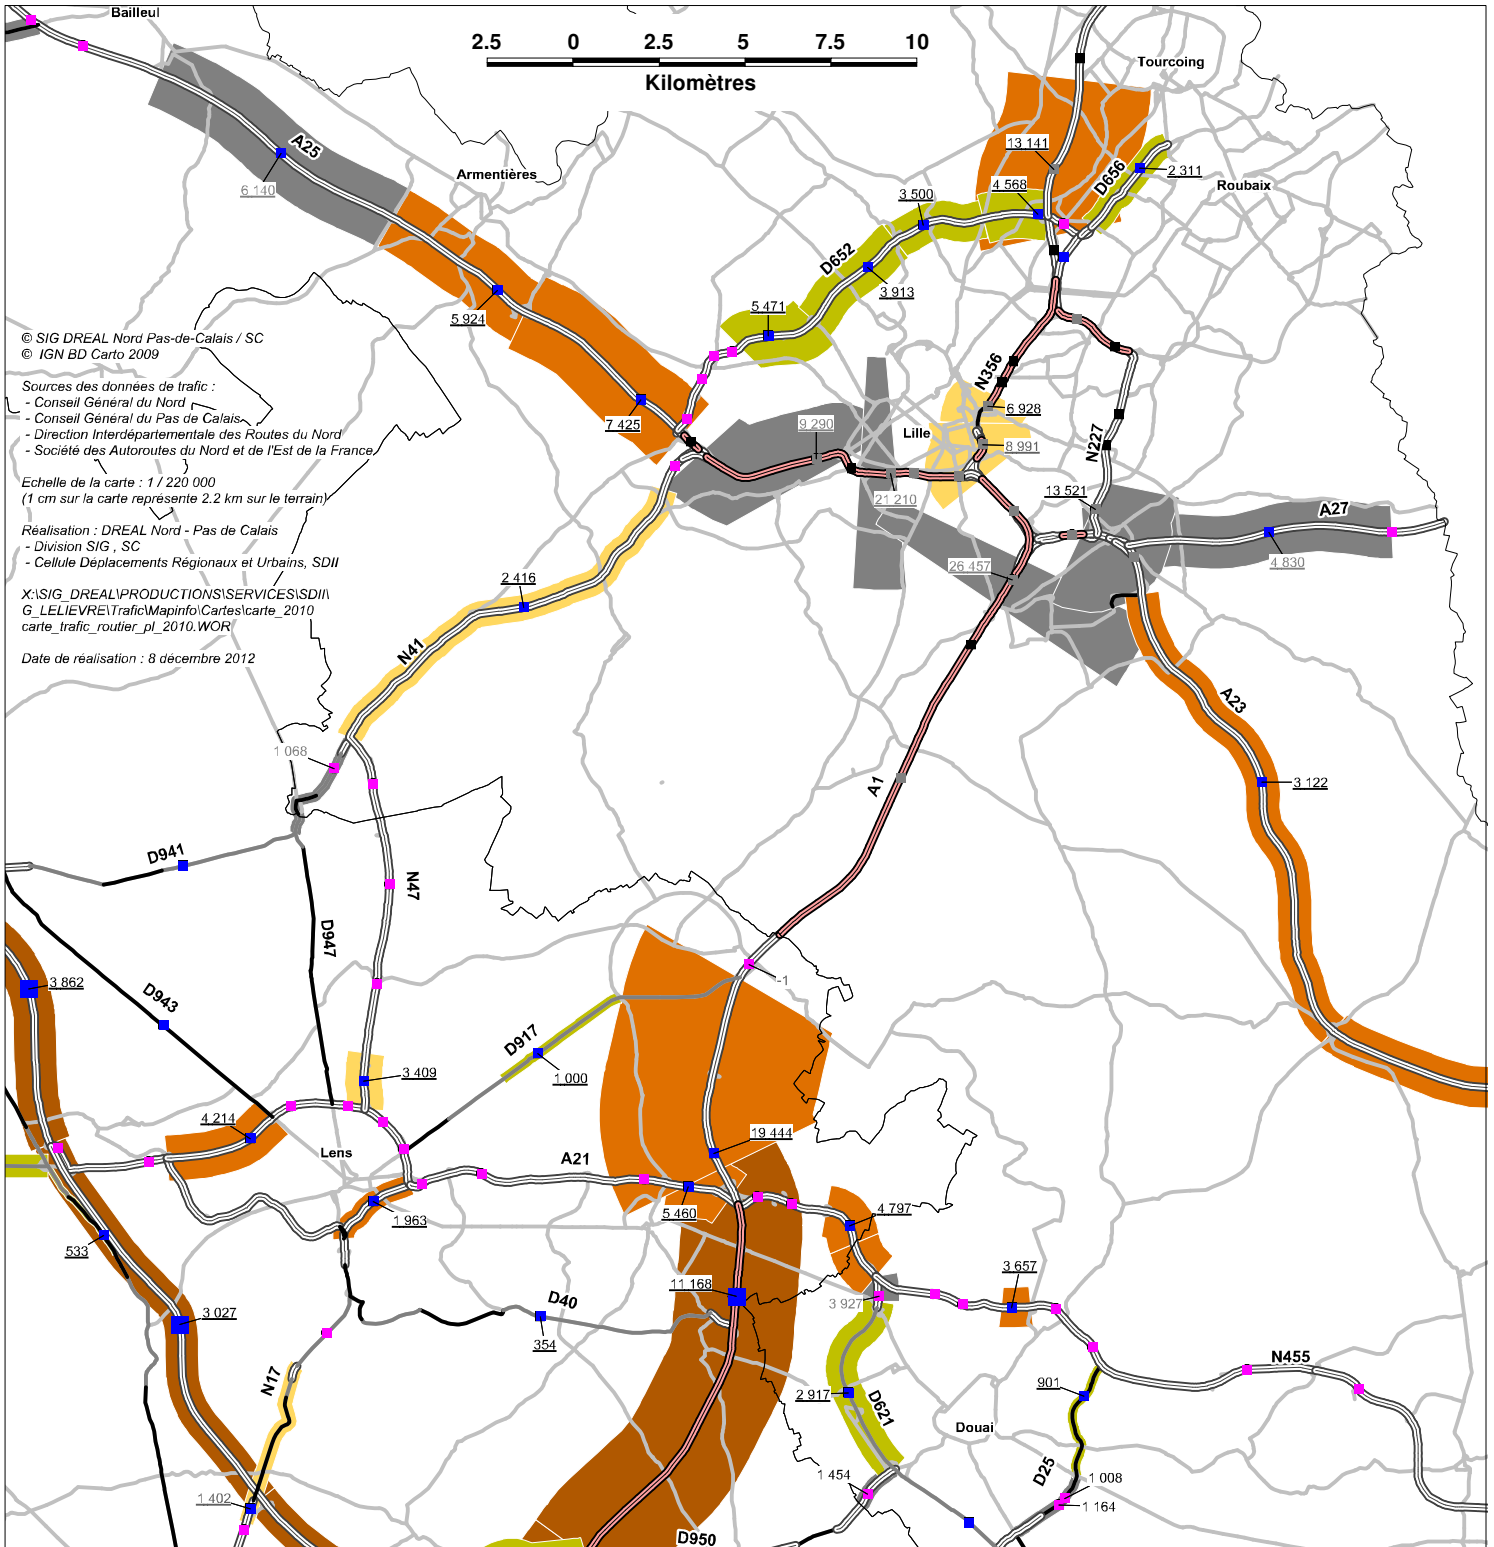 Bailleul
2.5 0 2.5 5 7.5 10
Kilomètres
Tourcoing
A25
6 140
Armentières
13 141
D656
2 311
Roubaix
3 500
4 568
D652
3 913
5 471
5 924
7 425
© SIG DREAL Nord Pas-de-Calais / SC
© IGN BD Carto 2009
Sources des données de trafic :
- Conseil Général du Nord
- Conseil Général du Pas de Calais
- Direction Interdépartementale des Routes du Nord
- Société des Autoroutes du Nord et de l'Est de la France
Echelle de la carte : 1 / 220 000
(1 cm sur la carte représente 2.2 km sur le terrain)
Réalisation : DREAL Nord - Pas de Calais
- Division SIG , SC
- Cellule Déplacements Régionaux et Urbains, SDII
X:\SIG_DREAL\PRODUCTIONS\SERVICES\SDII\
G_LELIEVRE\Trafic\Mapinfo\Cartes\carte_2010
carte_trafic_routier_pl_2010.WOR
Date de réalisation : 8 décembre 2012
N356
6 928
9 290
Lille
8 991
N227
21 210
13 521
A27
4 830
26 457
2 416
N41
A23
1 068
A1
3 122
D941
N47
D947
3 862
D943
-1
D917
1 000
3 409
4 214
Lens
19 444
A21
5 460
1 963
4 797
533
3 027
11 168
3 927
3 657
D40
354
N17
N455
901
2 917
D621
Douai
D25
1 454
1 008
1 164
1 402
D950